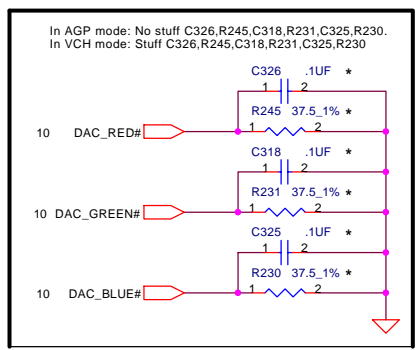 In AGP mode: No stuff C326,R245,C318,R231,C325,R230.
In VCH mode: Stuff C326,R245,C318,R231,C325,R230
C326 .1UF *
1 2
R245 37.5_1% *
10 DAC_RED# 1 2
C318 .1UF *
1 2
R231 37.5_1% *
10 DAC_GREEN# 1 2
C325 .1UF *
1 2
R230 37.5_1% *
10 DAC_BLUE# 1 2